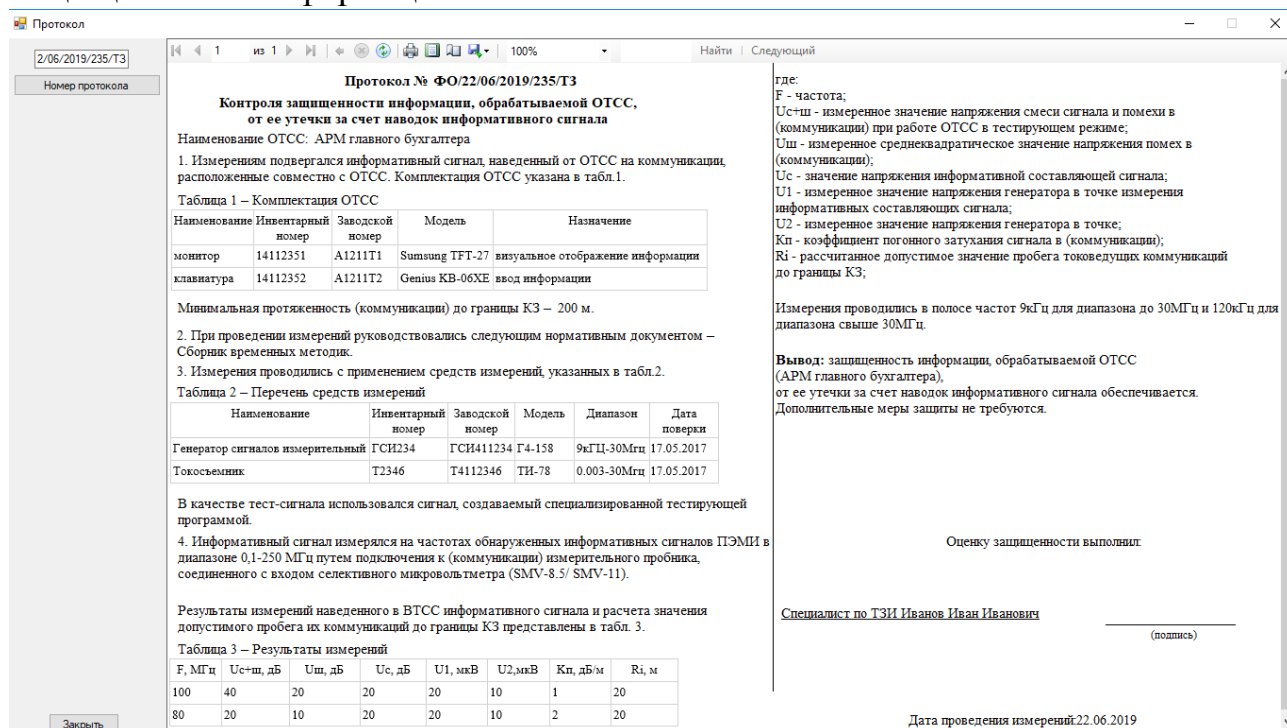 Протокол
2/06/2019/235/ТЗ
Номер протокола
1 из 1 100% Найти | Следующий
Протокол № ФО/22/06/2019/235/ТЗ
Контроля защищенности информации, обрабатываемой ОТСС,
от ее утечки за счет наводок информативного сигнала
Наименование ОТСС: АРМ главного бухгалтера
1. Измерениям подвергался информативный сигнал, наведенный от ОТСС на коммуникации,
расположенные совместно с ОТСС. Комплектация ОТСС указана в табл.1.
Таблица 1 – Комплектация ОТСС
Наименование Инвентарный номер Заводской номер Модель Назначение
монитор 14112351 А1211Т1 Sumsung TFT-27 визуальное отображение информации
клавиатура 14112352 А1211Т2 Genius KB-06XE ввод информации
Минимальная протяженность (коммуникации) до границы КЗ – 200 м.
2. При проведении измерений руководствовались следующим нормативным документом –
Сборник временных методик.
3. Измерения проводились с применением средств измерений, указанных в табл.2.
Таблица 2 – Перечень средств измерений
Наименование Инвентарный номер Заводской номер Модель Диапазон Дата поверки
Генератор сигналов измерительный ГСИ234 ГСИ411234 Г4-158 9кГЦ-30Мгц 17.05.2017
Токосъемник Т2346 Т4112346 ТИ-78 0.003-30Мгц 17.05.2017
В качестве тест-сигнала использовался сигнал, создаваемый специализированной тестирующей
программой.
4. Информативный сигнал измерялся на частотах обнаруженных информативных сигналов ПЭМИ в
диапазоне 0,1-250 МГц путем подключения к (коммуникации) измерительного пробника,
соединенного с входом селективного микровольтметра (SMV-8.5/ SMV-11).
Результаты измерений наведенного в ВТСС информативного сигнала и расчета значения
допустимого пробега их коммуникаций до границы КЗ представлены в табл. 3.
Таблица 3 – Результаты измерений
F, МГц Uс+ш, дБ Uш, дБ Uс, дБ U1, мкВ U2,мкВ Кп, дБ/м Ri, м
100 40 20 20 20 10 1 20
80 20 10 20 20 10 2 20
где:
F - частота;
Uс+ш - измеренное значение напряжения смеси сигнала и помехи в
(коммуникации) при работе ОТСС в тестирующем режиме;
Uш - измеренное среднеквадратическое значение напряжения помех в
(коммуникации);
Uс - значение напряжения информативной составляющей сигнала;
U1 - измеренное значение напряжения генератора в точке измерения
информативных составляющих сигнала;
U2 - измеренное значение напряжения генератора в точке;
Кп - коэффициент погонного затухания сигнала в (коммуникации);
Ri - рассчитанное допустимое значение пробега токоведущих коммуникаций
до границы КЗ;
Измерения проводились в полосе частот 9кГц для диапазона до 30МГц и 120кГц для
диапазона свыше 30МГц.
Вывод: защищенность информации, обрабатываемой ОТСС
(АРМ главного бухгалтера),
от ее утечки за счет наводок информативного сигнала обеспечивается.
Дополнительные меры защиты не требуются.
Оценку защищенности выполнил:
Специалист по ТЗИ Иванов Иван Иванович
(подпись)
Дата проведения измерений:22.06.2019
Закрыть